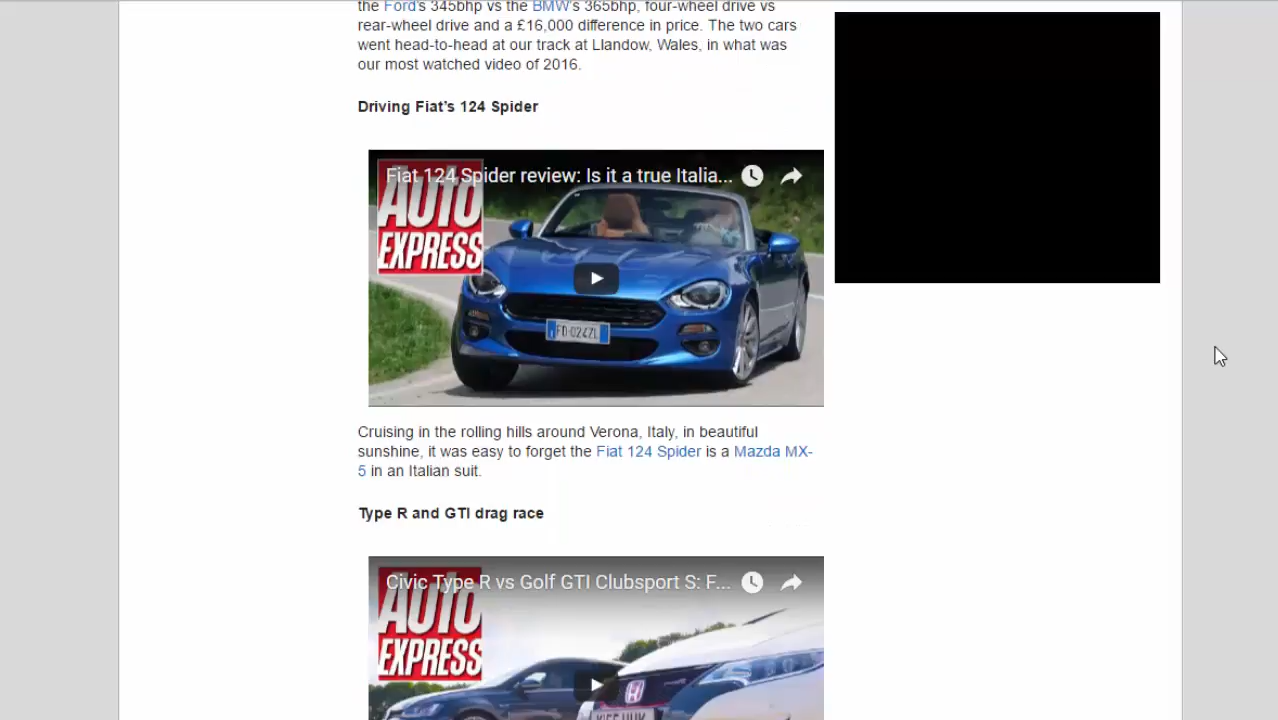 the Ford's 345bhp vs the BMW's 365bhp, four-wheel drive vs
rear-wheel drive and a £16,000 difference in price. The two cars
went head-to-head at our track at Llandow, Wales, in what was
our most watched video of 2016.
Driving Fiat's 124 Spider
Fiat 124 Spider review: Is it a true Italia...
AUTO
EXPRESS
FD-024ZL
Cruising in the rolling hills around Verona, Italy, in beautiful
sunshine, it was easy to forget the Fiat 124 Spider is a Mazda MX-
5 in an Italian suit.
Type R and GTI drag race
Civic Type R vs Golf GTI Clubsport S: F...
AUTO
EXPRESS